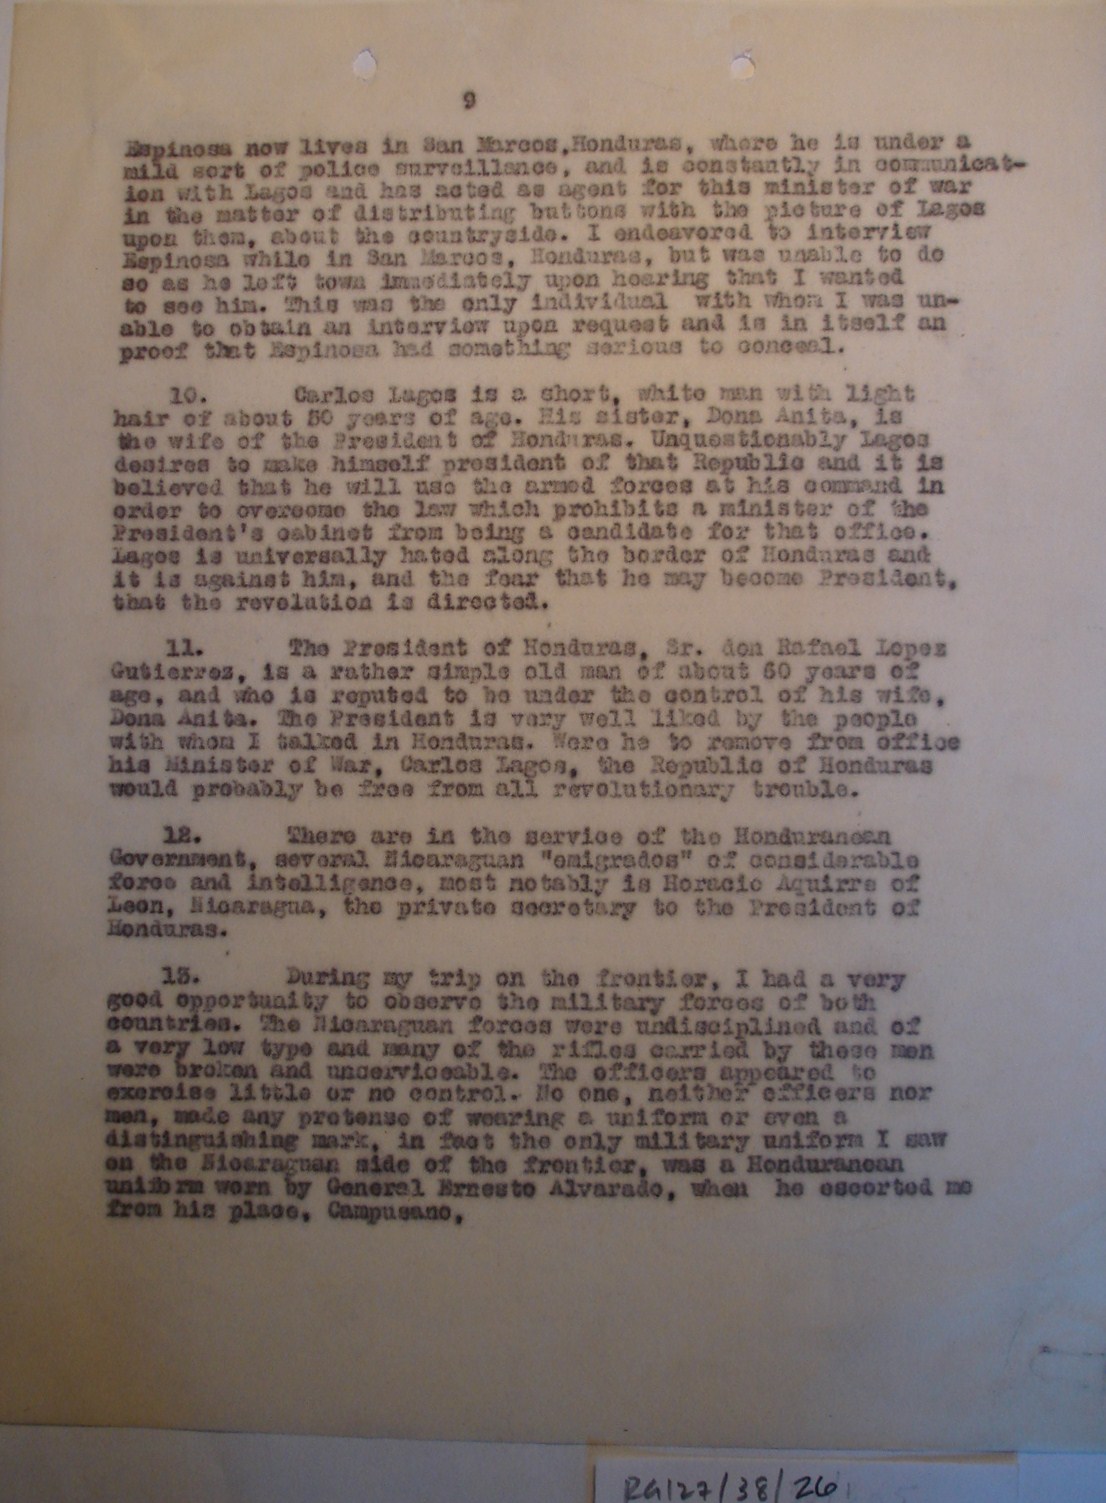 9
Espinosa now lives in San Marcos,Honduras, where he is under a
mild sort of police surveillance, and is constantly in communicat-
ion with Lagos and has acted as agent for this minister of war
in the matter of distributing buttons with the picture of Lagos
upon them, about the countryside. I endeavored to interview
Espinosa while in San Marcos, Honduras, but was unable to do
so as he left town immediately upon hearing that I wanted
to see him. This was the only individual with whom I was un-
able to obtain an interview upon request and is in itself an
proof that Espinosa had something serious to conceal.
10. Carlos Lagos is a short, white man with light
hair of about 50 years of age. His sister, Dona Anita, is
the wife of the President of Honduras. Unquestionably Lagos
desires to make himself president of that Republic and it is
believed that he will use the armed forces at his command in
order to overcome the law which prohibits a minister of the
President's cabinet from being a candidate for that office.
Lagos is universally hated along the border of Honduras and
it is against him, and the fear that he may become President,
that the revolution is directed.
11. The President of Honduras, Sr. don Rafael Lopez
Gutierrez, is a rather simple old man of about 60 years of
age, and who is reputed to be under the control of his wife,
Dona Anita. The President is very well liked by the people
with whom I talked in Honduras. Were he to remove from office
his Minister of War, Carlos Lagos, the Republic of Honduras
would probably be free from all revolutionary trouble.
12. There are in the service of the Honduranean
Government, several Nicaraguan "emigrados" of considerable
force and intelligence, most notably is Horacio Aquirre of
Leon, Nicaragua, the private secretary to the President of
Honduras.
13. During my trip on the frontier, I had a very
good opportunity to observe the military forces of both
countries. The Nicaraguan forces were undisciplined and of
a very low type and many of the rifles carried by these men
were broken and unserviceable. The officers appeared to
exercise little or no control. No one, neither officers nor
men, made any pretense of wearing a uniform or even a
distinguishing mark, in fact the only military uniform I saw
on the Nicaraguan side of the frontier, was a Honduranean
uniform worn by General Ernesto Alvarado, when he escorted me
from his place, Campusano,
RG127/38/26